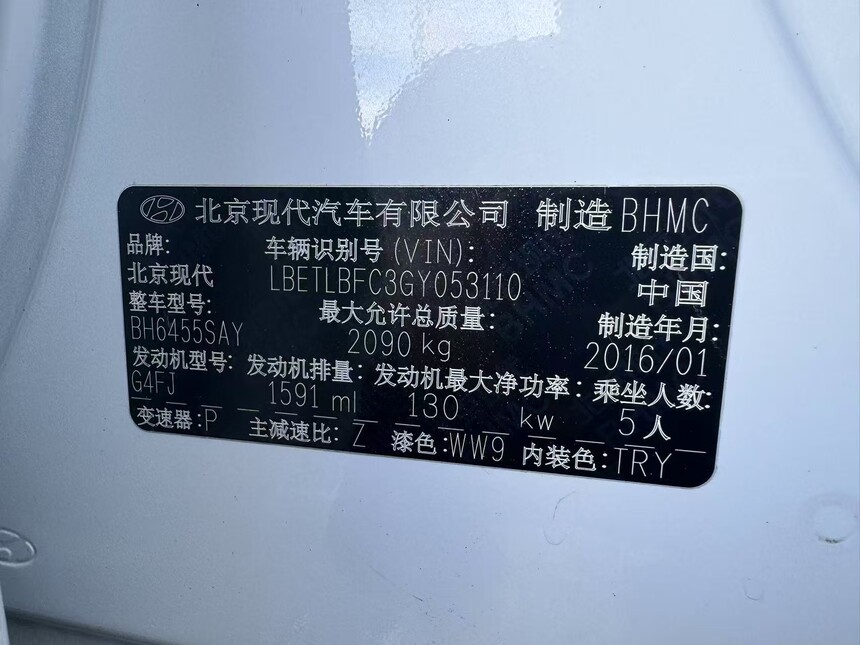 北京现代汽车有限公司 制造 BHMC
品牌: 车辆识别号(VIN): 制造国:
北京现代 LBETLBFC3GY053110 中国
整车型号: 最大允许总质量: 制造年月:
BH6455SAY 2090 kg 2016/01
发动机型号: 发动机排量: 发动机最大净功率: 乘坐人数:
G4FJ 1591 ml 130 kw 5人
变速器:P 主减速比: Z 漆色:WW9 内装色:TRY